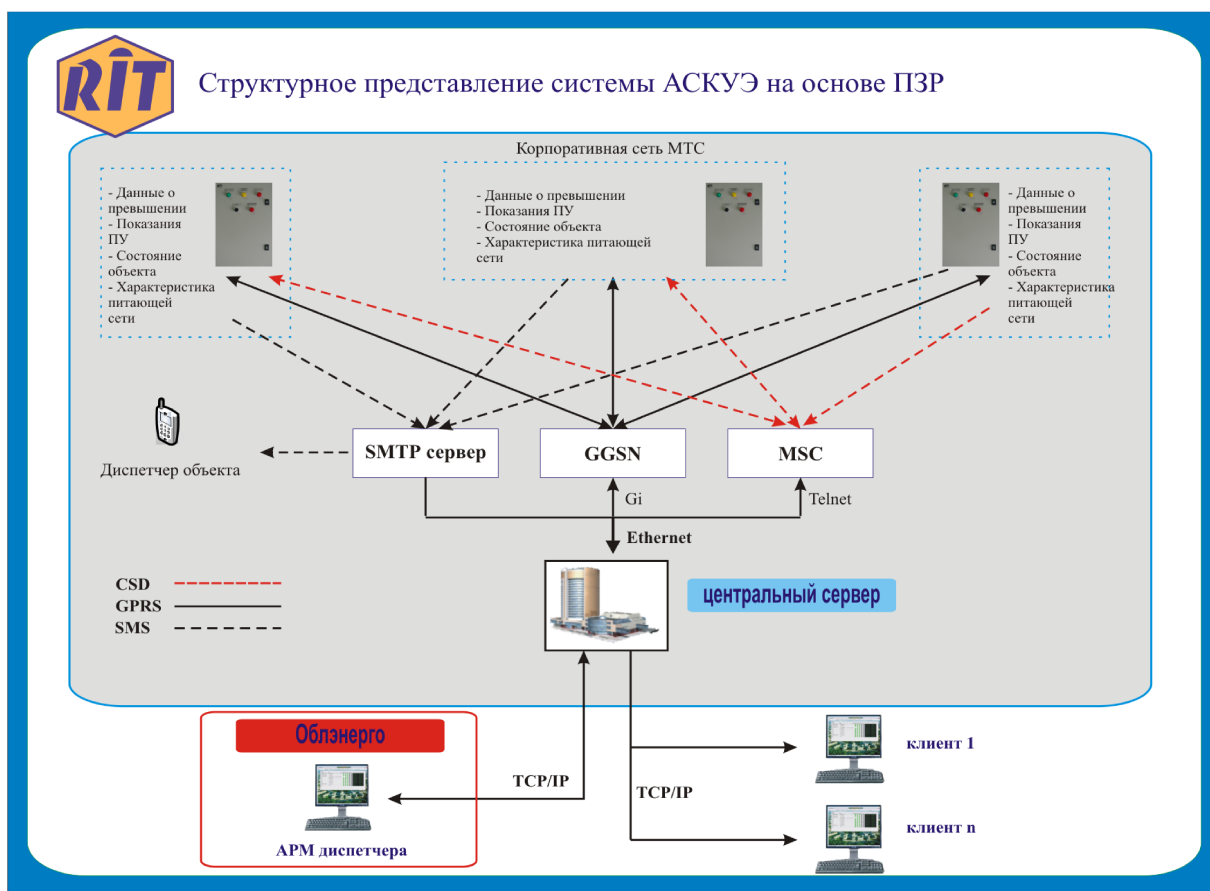 RIT
Структурное представление системы АСКУЭ на основе ПЗР
Корпоративная сеть МТС
- Данные о
превышении
- Показания
ПУ
- Состояние
объекта
- Характеристика
питающей
сети
- Данные о превышении
- Показания ПУ
- Состояние объекта
- Характеристика питающей
сети
- Данные о
превышении
- Показания
ПУ
- Состояние
объекта
- Характеристика
питающей
сети
Диспетчер объекта
SMTP сервер
GGSN
MSC
Gi
Telnet
Ethernet
CSD
GPRS
SMS
центральный сервер
Облэнерго
TCP/IP
АРМ диспетчера
TCP/IP
клиент 1
клиент n